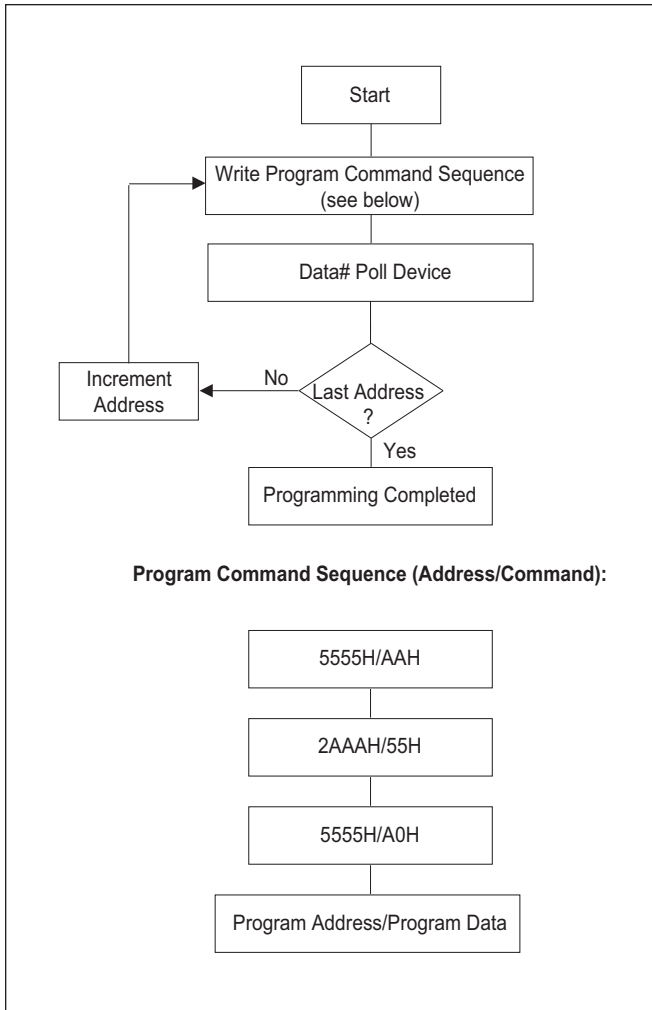 Start
Write Program Command Sequence
(see below)
Data# Poll Device
Increment
Address
No
Last Address
?
Yes
Programming Completed
Program Command Sequence (Address/Command):
5555H/AAH
2AAAH/55H
5555H/A0H
Program Address/Program Data